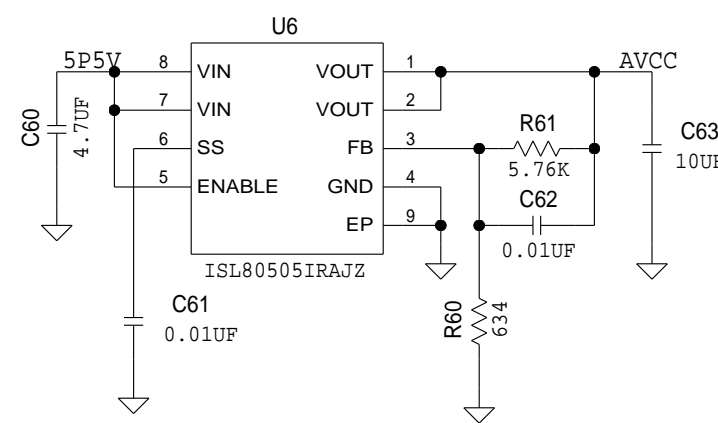 U6
5P5V
8
VIN
VOUT
1
AVCC
7
VIN
VOUT
2
C60
4.7UF
6
SS
FB
3
R61
5.76K
C63
10UF
5
ENABLE
GND
4
C62
0.01UF
EP
9
ISL80505IRAJZ
C61
0.01UF
R60
634